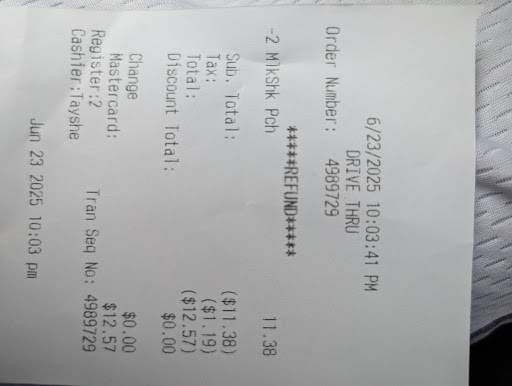 6/23/2025 10:03:41 PM
DRIVE THRU
Order Number: 4989729
*****REFUND*****
-2 MlkShk Pch 11.38
Sub. Total: ($11.38)
Tax: ($1.19)
Total: ($12.57)
Discount Total: $0.00
Change $0.00
Mastercard: $12.57
Register:2 Tran Seq No: 4989729
Cashier:Tayshe
Jun 23 2025 10:03 pm